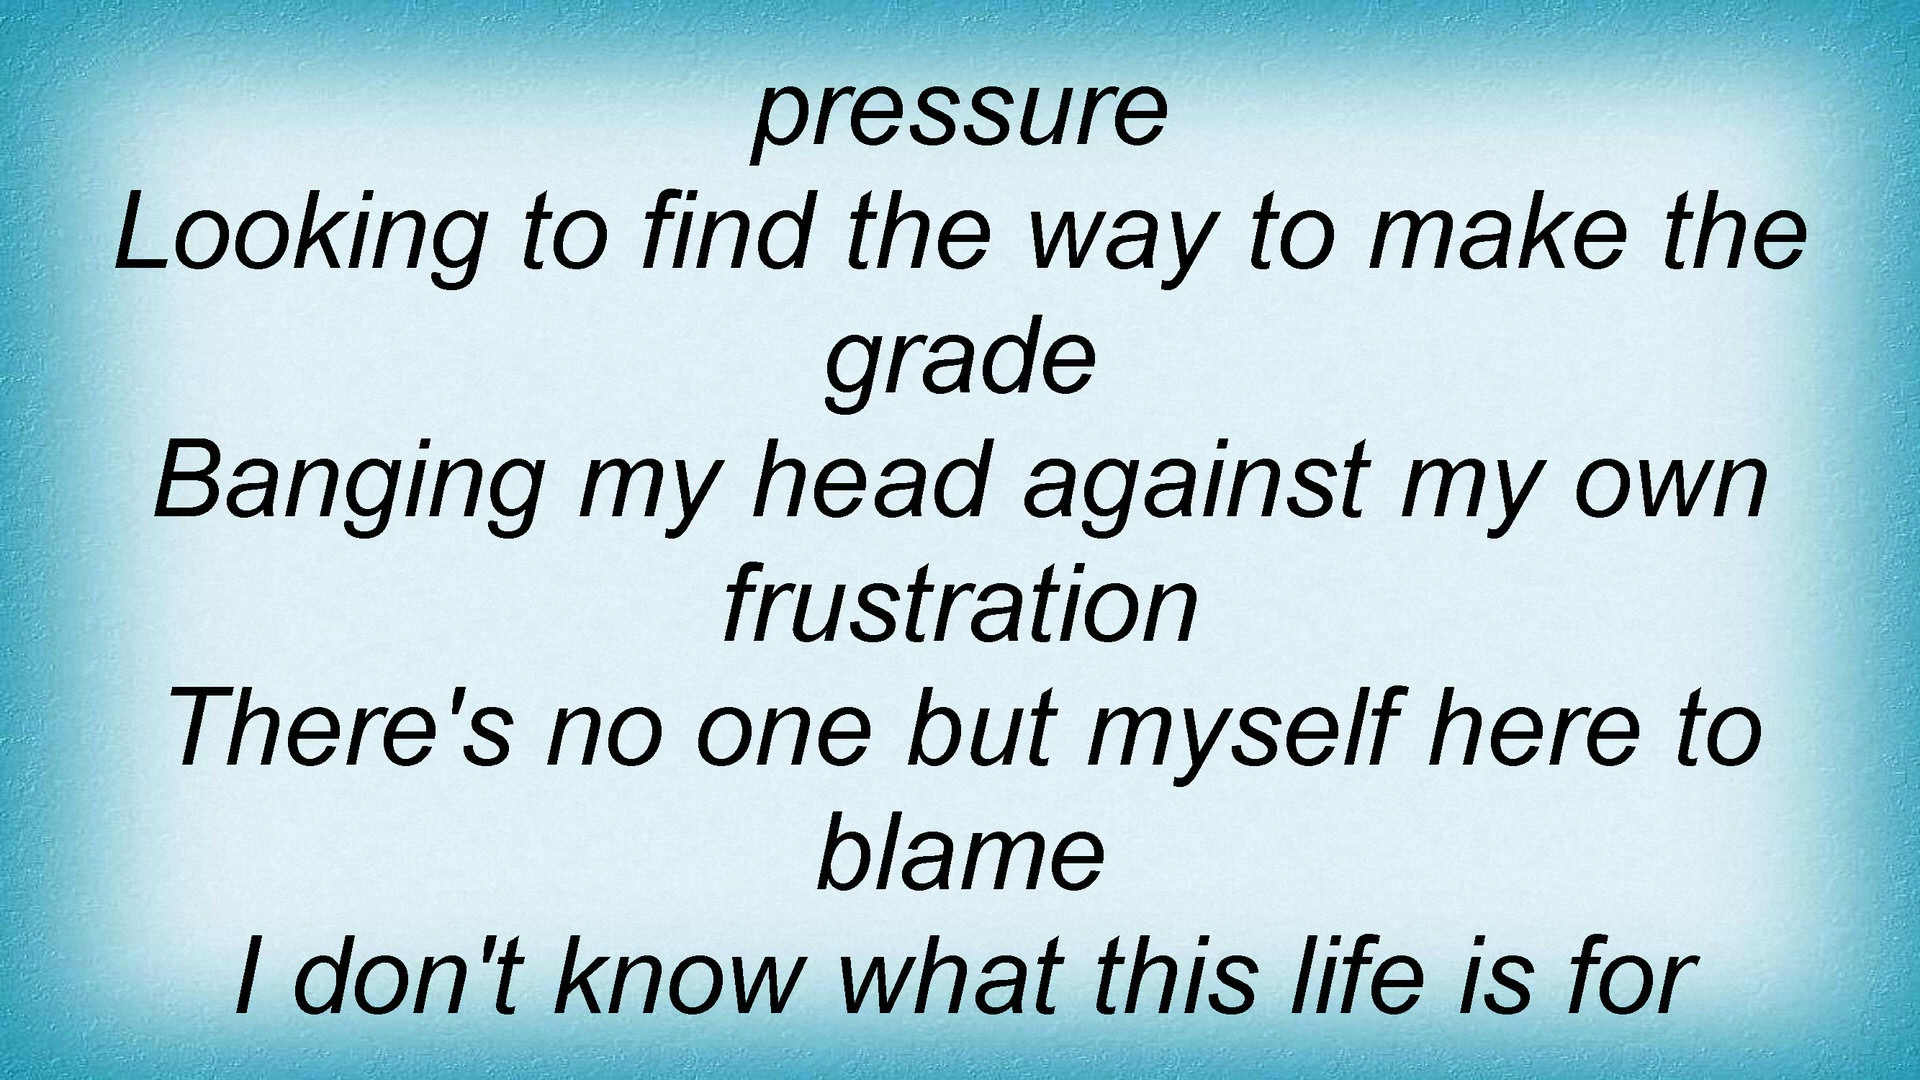 pressure
Looking to find the way to make the
grade
Banging my head against my own
frustration
There's no one but myself here to
blame
I don't know what this life is for